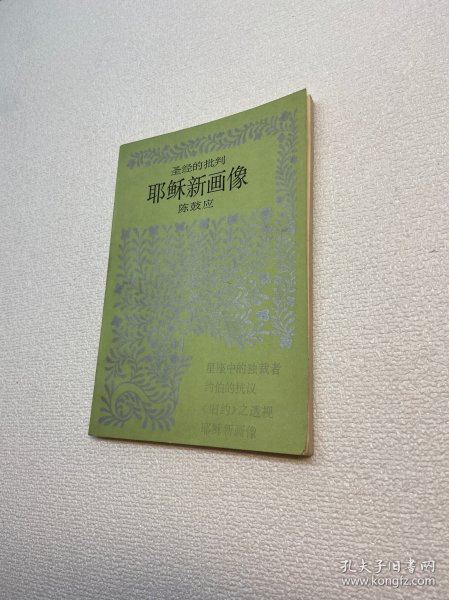 圣经的批判
耶稣新画像
陈鼓应
星座中的独裁者
约伯的抗议
《旧约》之透视
耶稣新画像
孔夫子旧书网
www.kongfz.com